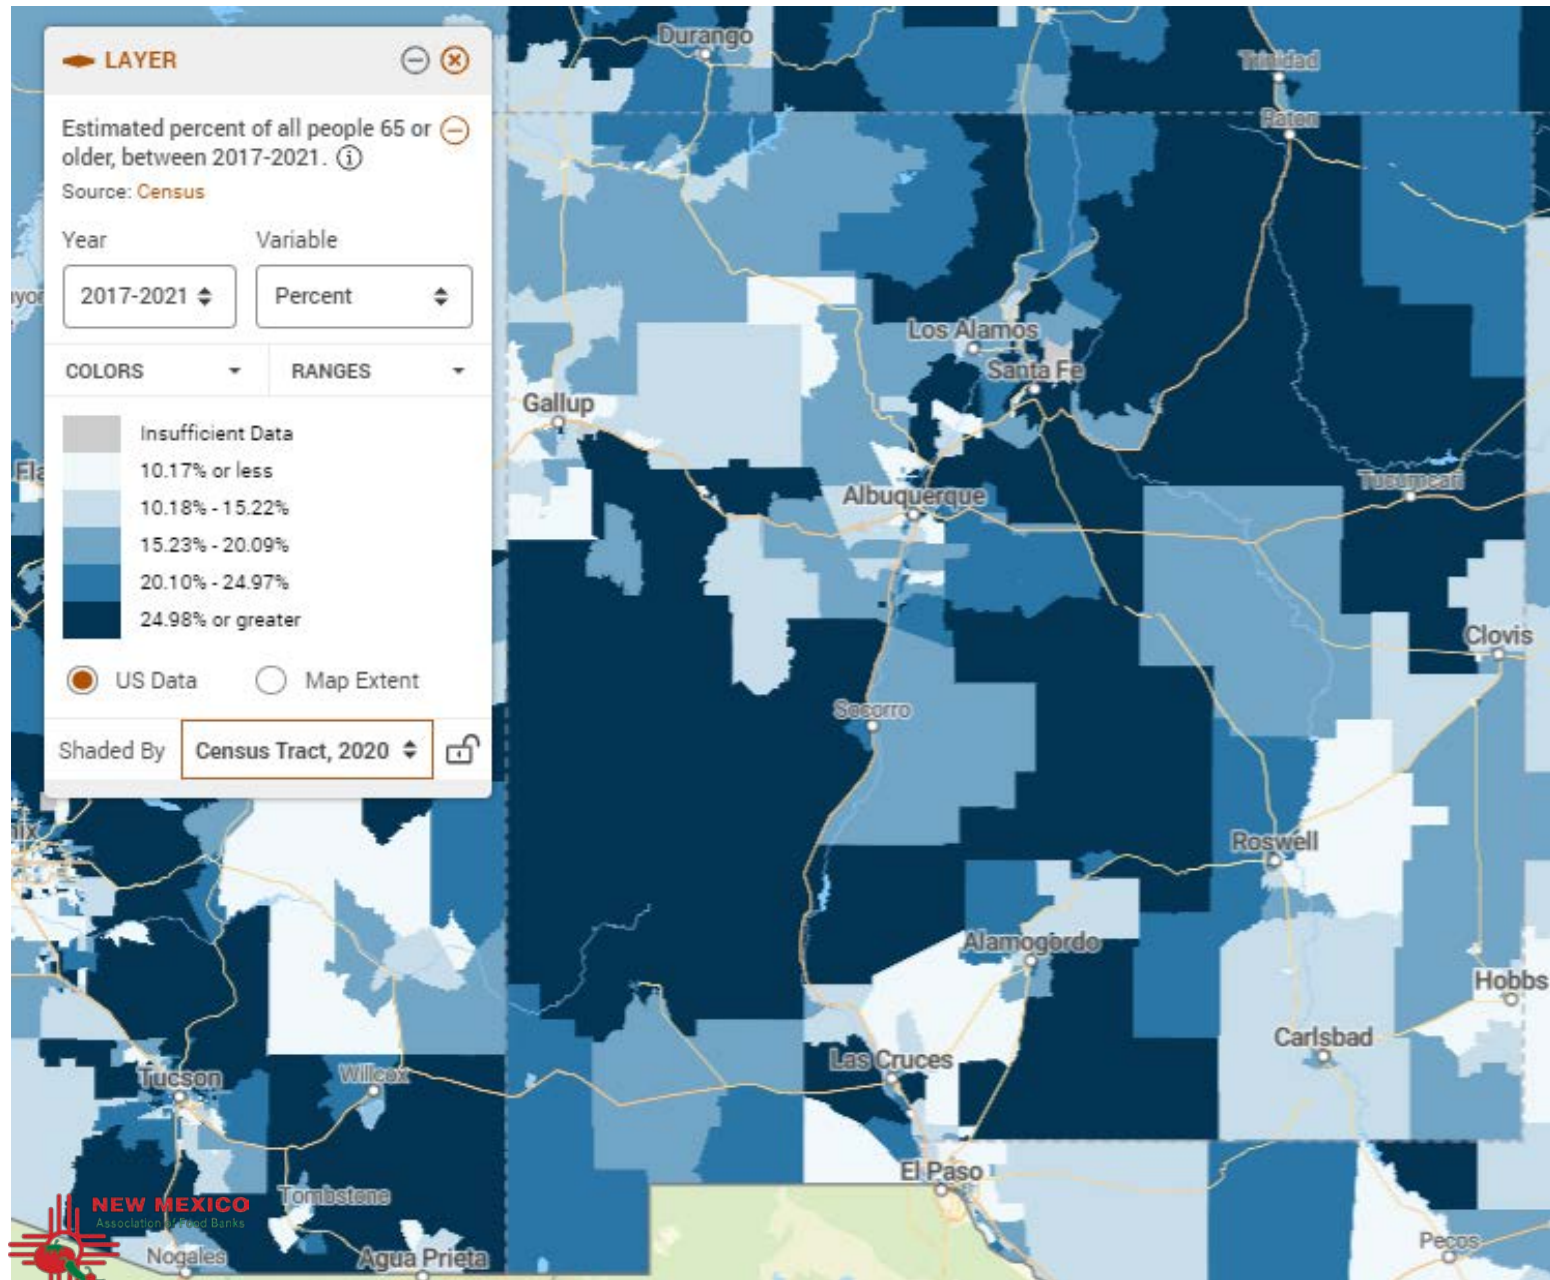 LAYER
Estimated percent of all people 65 or
older, between 2017-2021.
Source: Census
Year
Variable
2017-2021
Percent
COLORS
RANGES
Insufficient Data
10.17% or less
10.18% - 15.22%
15.23% - 20.09%
20.10% - 24.97%
24.98% or greater
US Data
Map Extent
Shaded By
Census Tract, 2020
Durango
Trinidad
Raton
Los Alamos
Santa Fe
Gallup
Tucumcari
Albuquerque
Clovis
Socorro
Roswell
Alamogordo
Hobbs
Carlsbad
Las Cruces
Tucson
Willcox
El Paso
Tombstone
Pecos
Nogales
Agua Prieta
NEW MEXICO
Association of Food Banks